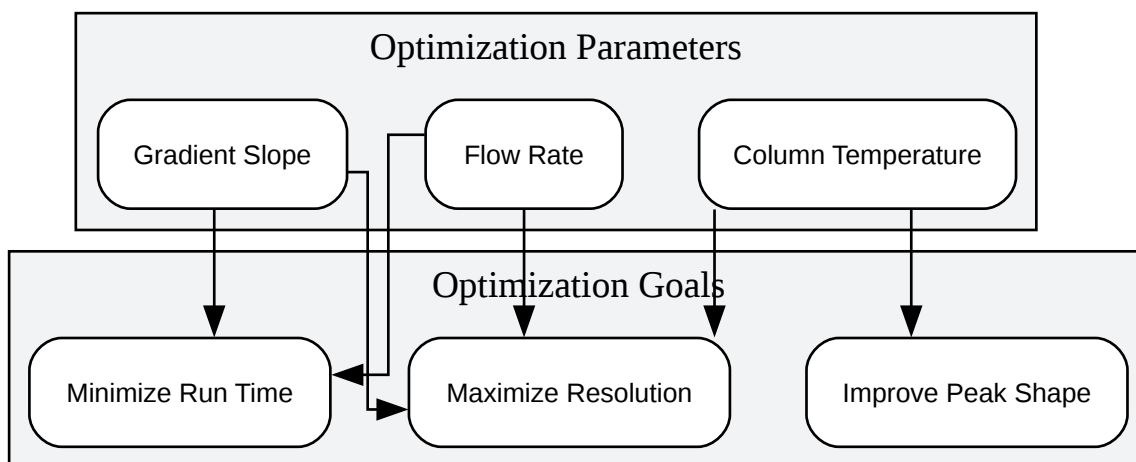 Optimization Parameters
Gradient Slope
Flow Rate
Column Temperature
Optimization Goals
Minimize Run Time
Maximize Resolution
Improve Peak Shape